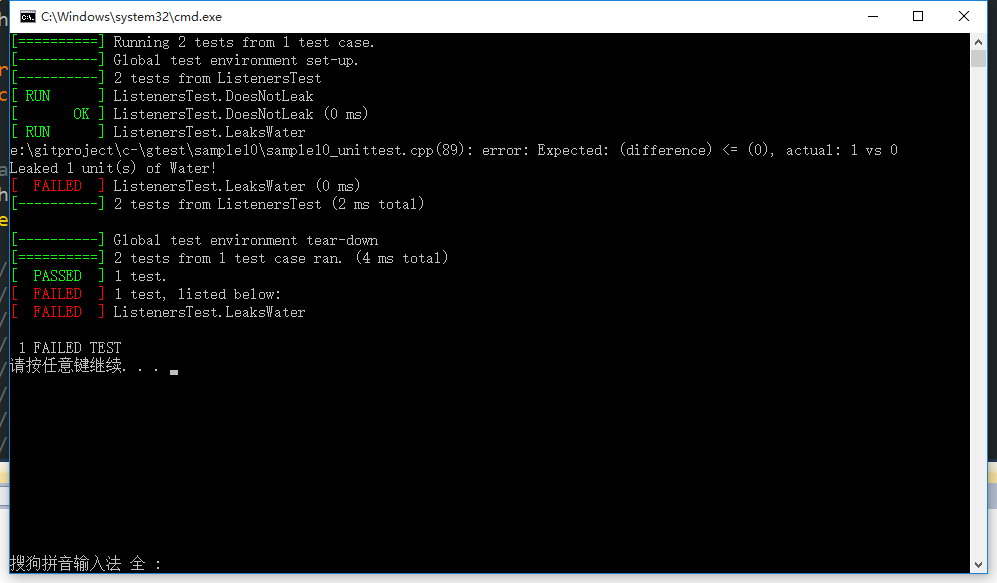 C:\Windows\system32\cmd.exe
[==========] Running 2 tests from 1 test case.
[----------] Global test environment set-up.
[----------] 2 tests from ListenersTest
[ RUN      ] ListenersTest.DoesNotLeak
[       OK ] ListenersTest.DoesNotLeak (0 ms)
[ RUN      ] ListenersTest.LeaksWater
e:\gitproject\c-\gtest\sample10\sample10_unittest.cpp(89): error: Expected: (difference) <= (0), actual: 1 vs 0
Leaked 1 unit(s) of Water!
[  FAILED  ] ListenersTest.LeaksWater (0 ms)
[----------] 2 tests from ListenersTest (2 ms total)
[----------] Global test environment tear-down
[==========] 2 tests from 1 test case ran. (4 ms total)
[  PASSED  ] 1 test.
[  FAILED  ] 1 test, listed below:
[  FAILED  ] ListenersTest.LeaksWater
1 FAILED TEST
请按任意键继续. . .
搜狗拼音输入法 全 :